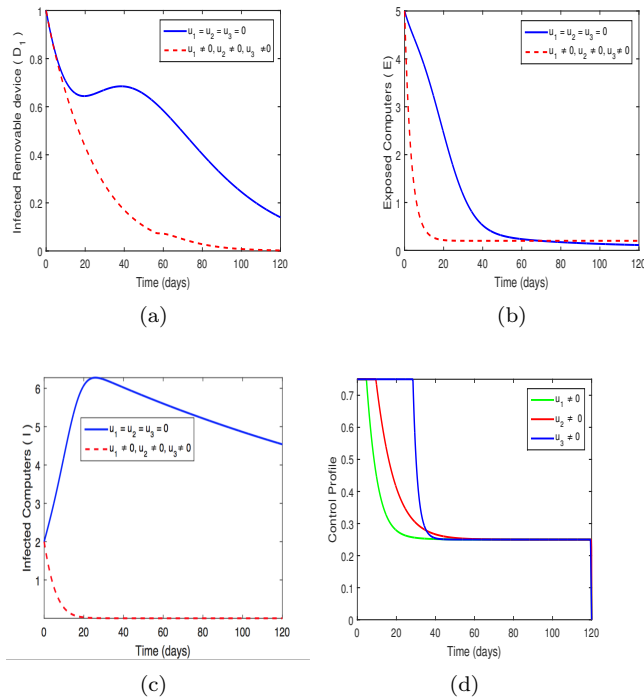 1
0.8
0.6
0.4
0.2
0
Infected Removable device ( D₁ )
u₁ = u₂ = u₃ = 0
u₁ ≠ 0, u₂ ≠ 0, u₃ ≠ 0
0 20 40 60 80 100 120
Time (days)
(a)
5
4
3
2
1
0
Exposed Computers ( E )
u₁ = u₂ = u₃ = 0
u₁ ≠ 0, u₂ ≠ 0, u₃ ≠ 0
0 20 40 60 80 100 120
Time (days)
(b)
6
5
4
3
2
1
Infected Computers ( I )
u₁ = u₂ = u₃ = 0
u₁ ≠ 0, u₂ ≠ 0, u₃ ≠ 0
0 20 40 60 80 100 120
Time (days)
(c)
0.7
0.6
0.5
0.4
0.3
0.2
0.1
0
Control Profile
u₁ ≠ 0
u₂ ≠ 0
u₃ ≠ 0
0 20 40 60 80 100 120
Time (days)
(d)